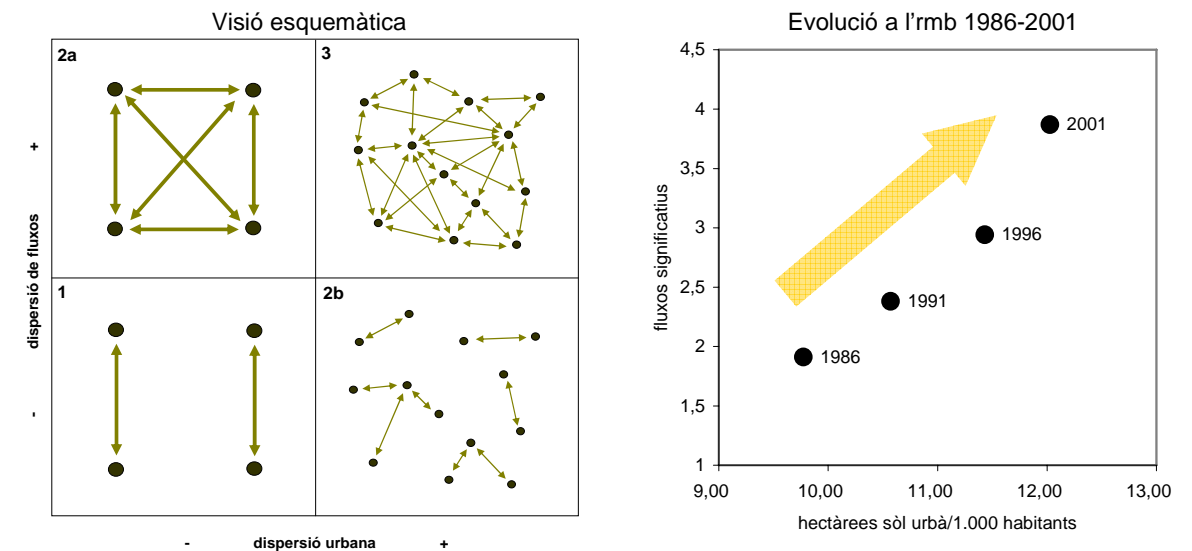 Visió esquemàtica
2a
3
1
2b
+
dispersió de fluxos
-
- dispersió urbana +
Evolució a l'rmb 1986-2001
4,5
4
3,5
3
2,5
2
1,5
1
fluxos significatius
2001
1996
1991
1986
9,00 10,00 11,00 12,00 13,00
hectàrees sòl urbà/1.000 habitants